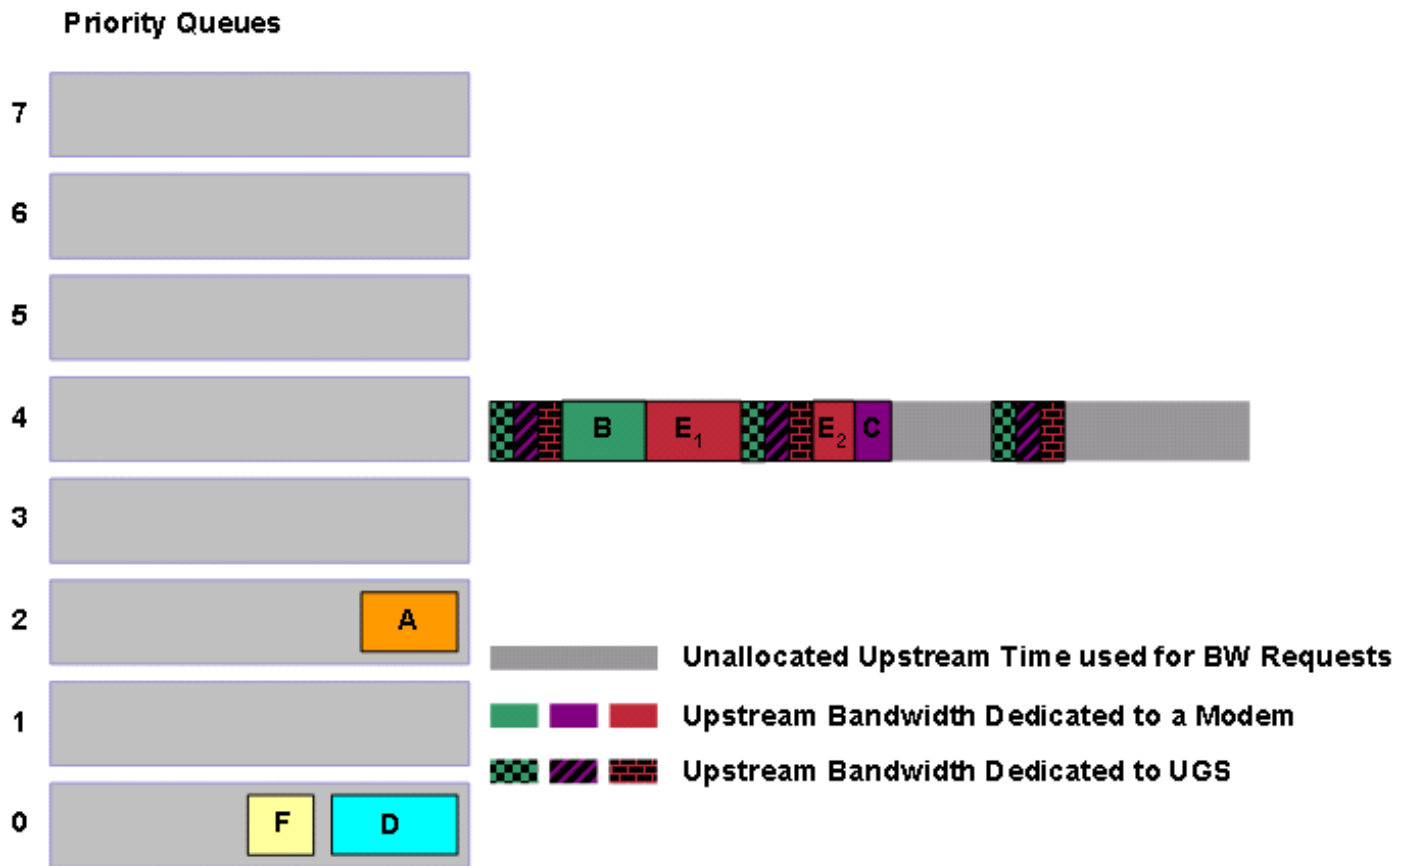 Priority Queues
7
6
5
4
B E1 E2 C
3
2
A
Unallocated Upstream Time used for BW Requests
1
Upstream Bandwidth Dedicated to a Modem
Upstream Bandwidth Dedicated to UGS
0
F D